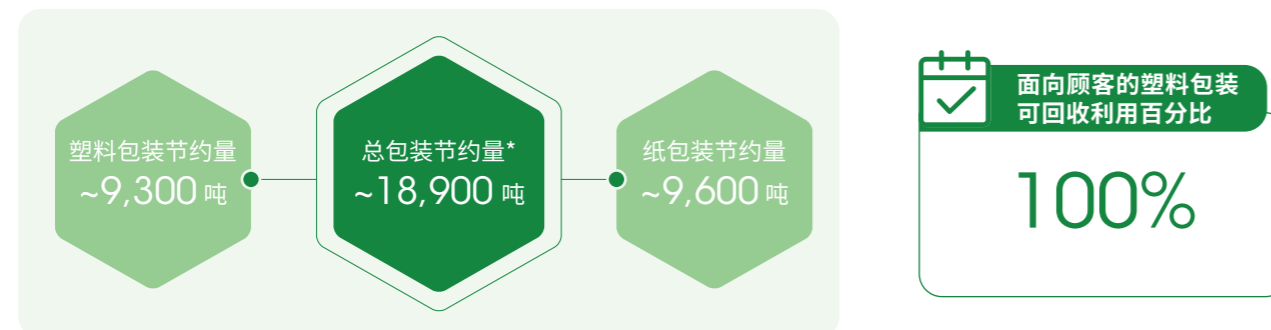 塑料包装节约量
~9,300 吨
总包装节约量*
~18,900 吨
纸包装节约量
~9,600 吨
面向顾客的塑料包装
可回收利用百分比
100%